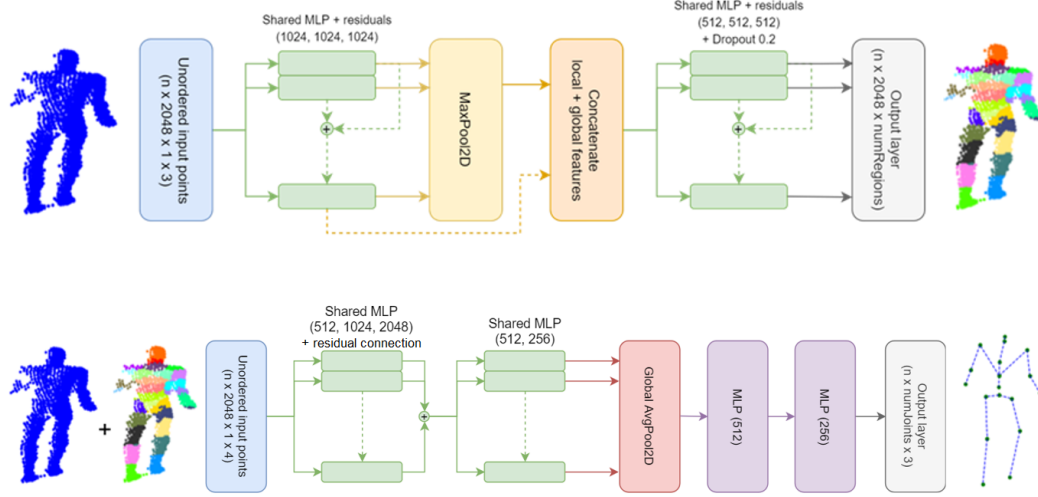 Shared MLP + residuals
(1024, 1024, 1024)
Shared MLP + residuals
(512, 512, 512)
+ Dropout 0.2
Unordered input points
(n x 2048 x 1 x 3)
+
MaxPool2D
Concatenate
local + global features
+
Output layer
(n x 2048 x numRegions)
Shared MLP
(512, 1024, 2048)
+ residual connection
Shared MLP
(512, 256)
+
Unordered input points
(n x 2048 x 1 x 4)
+
Global AvgPool2D
MLP (512)
MLP (256)
Output layer
(n x numJoints x 3)